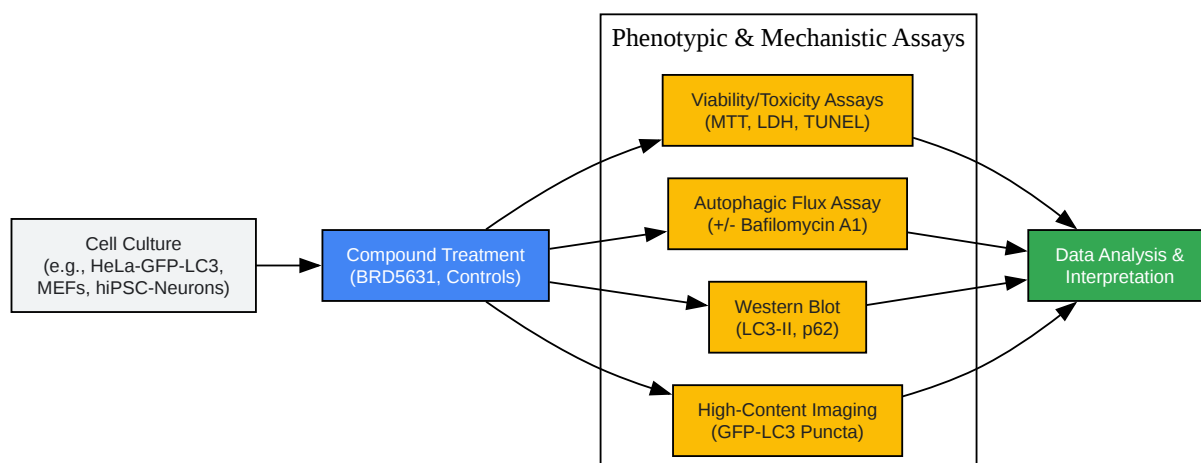 Phenotypic & Mechanistic Assays
Cell Culture
(e.g., HeLa-GFP-LC3,
MEFs, hiPSC-Neurons)
Compound Treatment
(BRD5631, Controls)
Viability/Toxicity Assays
(MTT, LDH, TUNEL)
Autophagic Flux Assay
(+/- Bafilomycin A1)
Western Blot
(LC3-II, p62)
High-Content Imaging
(GFP-LC3 Puncta)
Data Analysis &
Interpretation